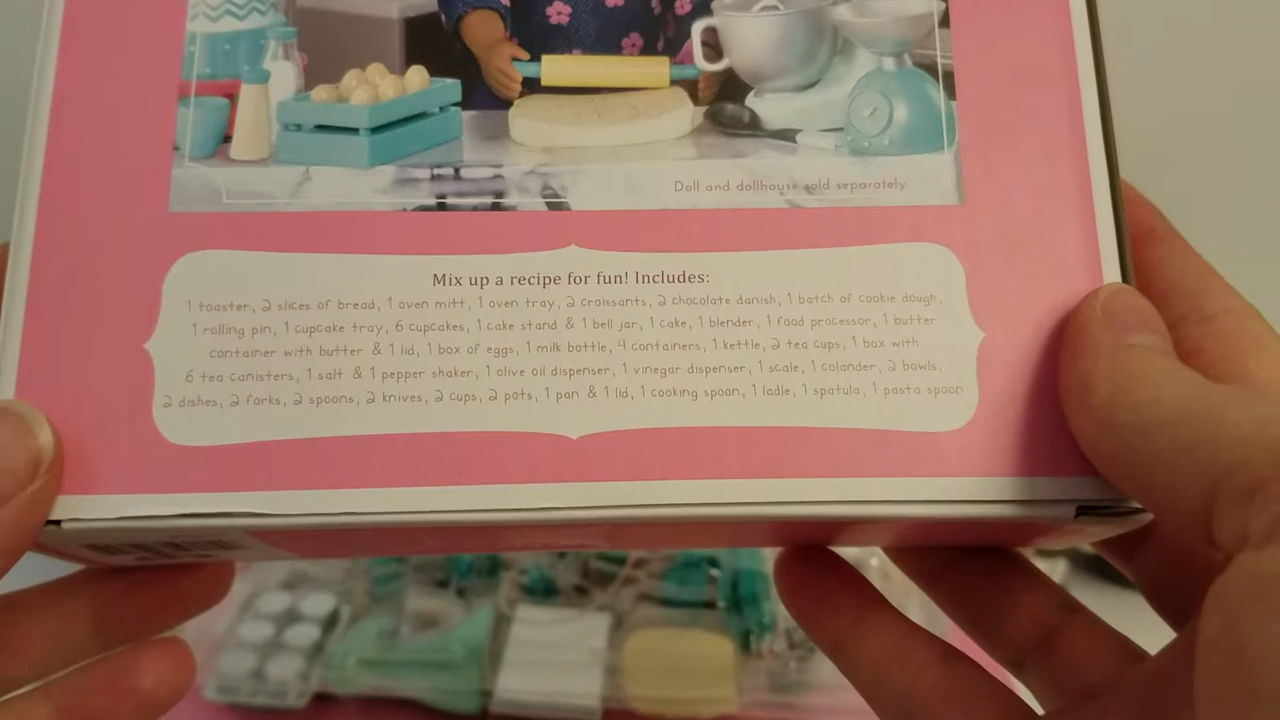 Doll and dollhouse sold separately
Mix up a recipe for fun! Includes:
1 toaster, 2 slices of bread, 1 oven mitt, 1 oven tray, 2 croissants, 2 chocolate danish, 1 batch of cookie dough,
1 rolling pin, 1 cupcake tray, 6 cupcakes, 1 cake stand & 1 bell jar, 1 cake, 1 blender, 1 food processor, 1 butter
container with butter & 1 lid, 1 box of eggs, 1 milk bottle, 4 containers, 1 kettle, 2 tea cups, 1 box with
6 tea canisters, 1 salt & 1 pepper shaker, 1 olive oil dispenser, 1 vinegar dispenser, 1 scale, 1 colander, 2 bowls,
2 dishes, 2 forks, 2 spoons, 2 knives, 2 cups, 2 pots, 1 pan & 1 lid, 1 cooking spoon, 1 ladle, 1 spatula, 1 pasta spoon